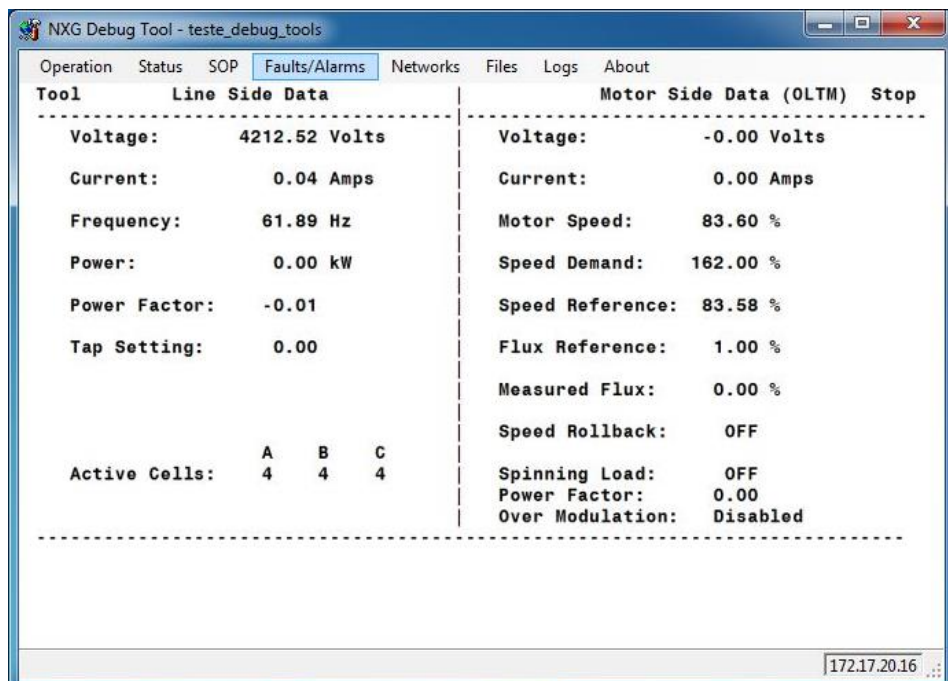 NXG Debug Tool - teste_debug_tools
Operation Status SOP Faults/Alarms Networks Files Logs About
Tool Line Side Data | Motor Side Data (OLTM) Stop
Voltage: 4212.52 Volts | Voltage: -0.00 Volts
Current: 0.04 Amps | Current: 0.00 Amps
Frequency: 61.89 Hz | Motor Speed: 83.60 %
Power: 0.00 kW | Speed Demand: 162.00 %
Power Factor: -0.01 | Speed Reference: 83.58 %
Tap Setting: 0.00 | Flux Reference: 1.00 %
Measured Flux: 0.00 %
Speed Rollback: OFF
A B C
Active Cells: 4 4 4 | Spinning Load: OFF
Power Factor: 0.00
Over Modulation: Disabled
172.17.20.16